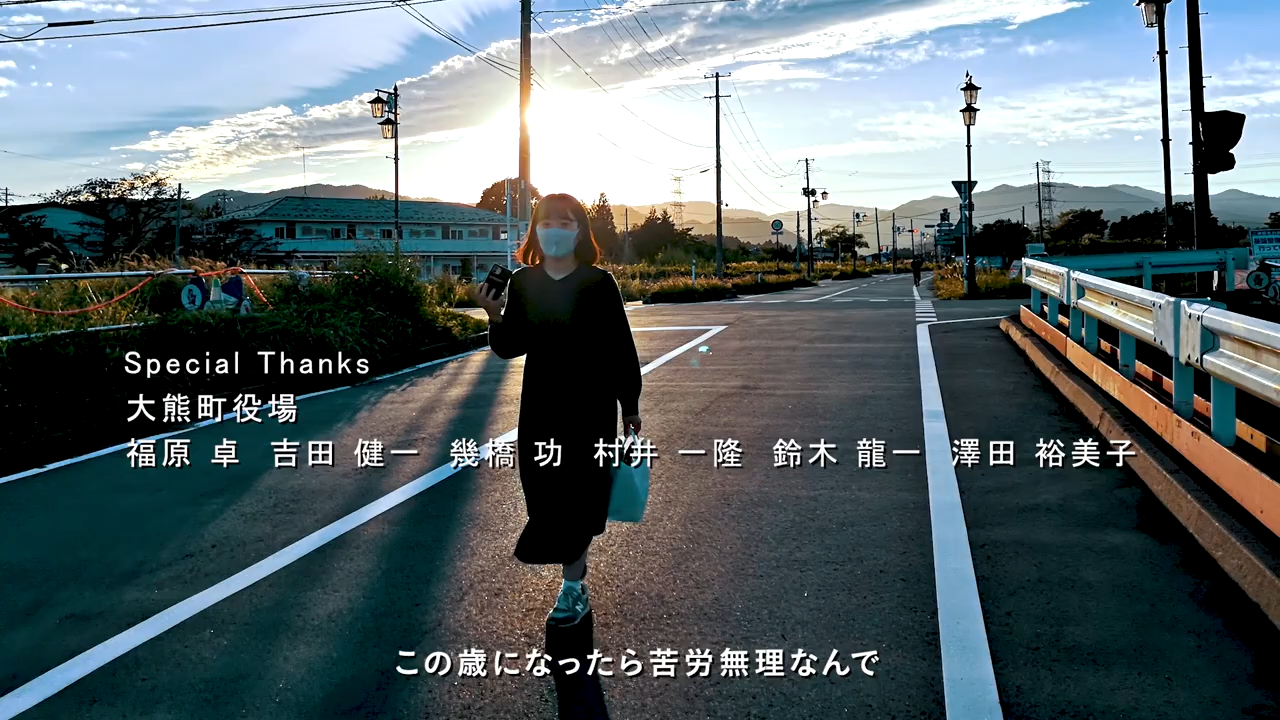 Special Thanks
大熊町役場
福原 卓　吉田 健一　幾橋 功　村井 一隆　鈴木 龍一　澤田 裕美子
この歳になったら苦労無理なんで